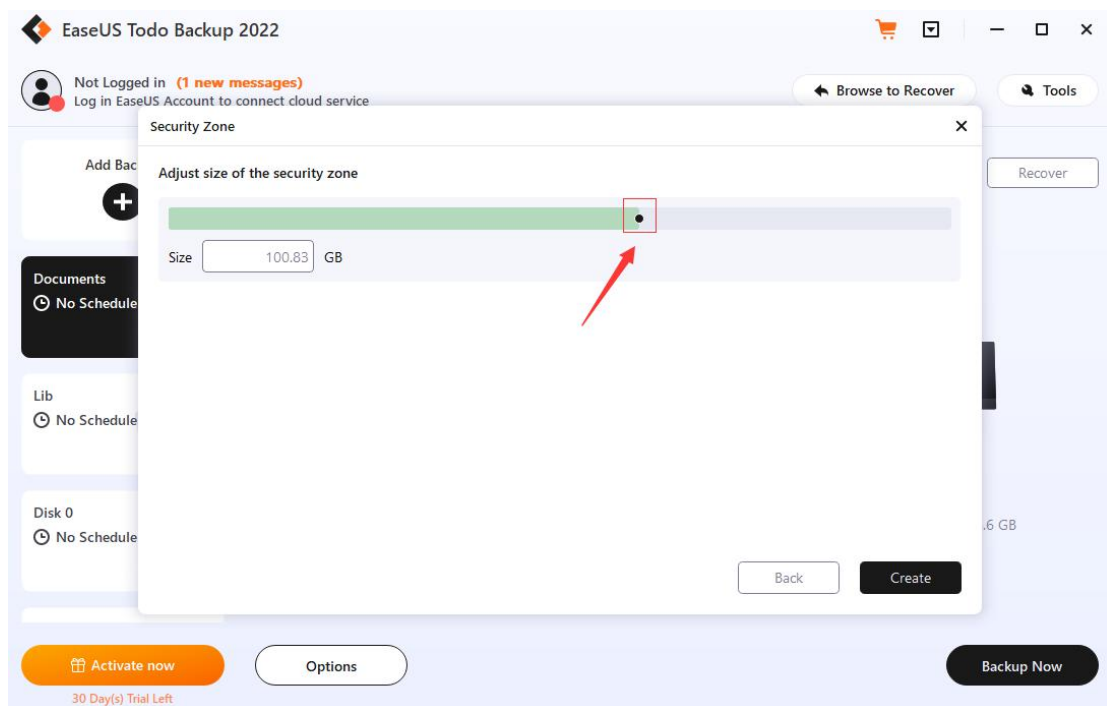 EaseUS Todo Backup 2022
Not Logged in (1 new messages)
Log in EaseUS Account to connect cloud service
Browse to Recover
Tools
Security Zone
Add Bac
Adjust size of the security zone
Recover
Size 100.83 GB
Documents
No Schedule
Lib
No Schedule
Disk 0
No Schedule
.6 GB
Back
Create
Activate now
Options
Backup Now
30 Day(s) Trial Left